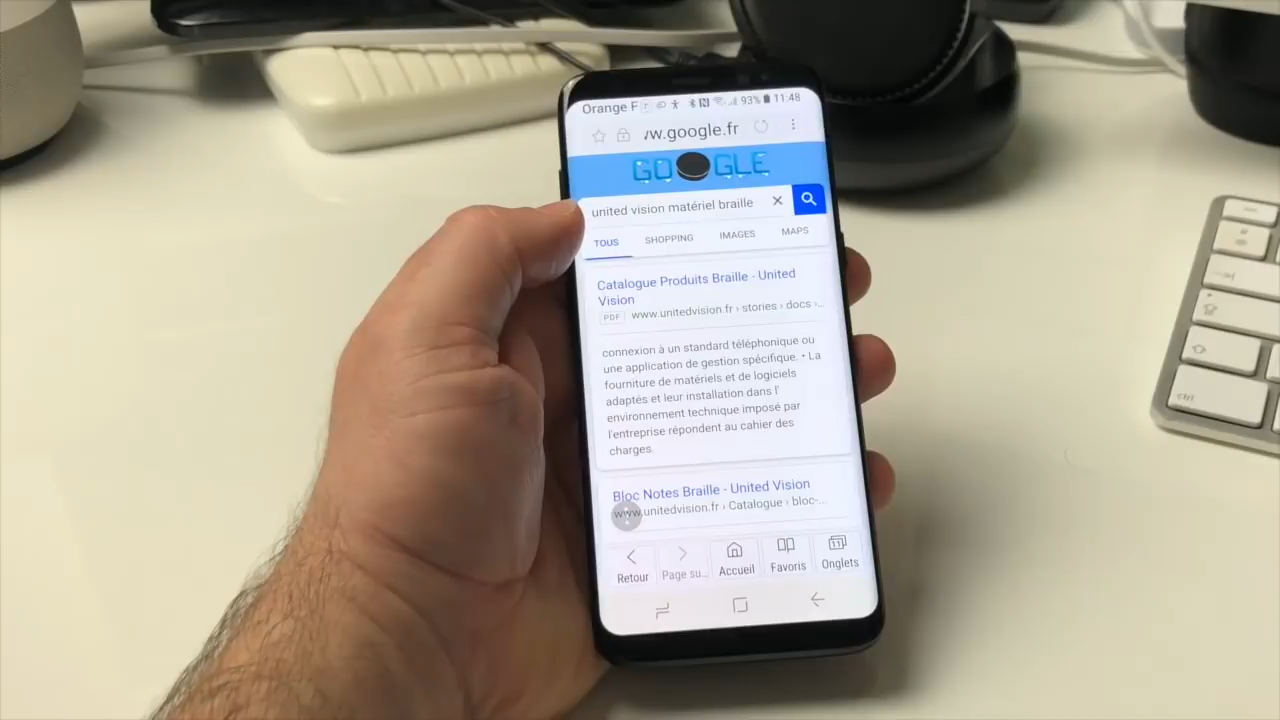 Orange F 93% 11:48
w.google.fr
GOOGLE
united vision matériel braille
TOUS SHOPPING IMAGES MAPS
Catalogue Produits Braille - United
Vision
PDF www.unitedvision.fr › stories › docs ›...
connexion à un standard téléphonique ou
une application de gestion spécifique. • La
fourniture de matériels et de logiciels
adaptés et leur installation dans l'
environnement technique imposé par
l'entreprise répondent au cahier des
charges.
Bloc Notes Braille - United Vision
www.unitedvision.fr › Catalogue › bloc-...
Retour Page su... Accueil Favoris Onglets
11
ctrl